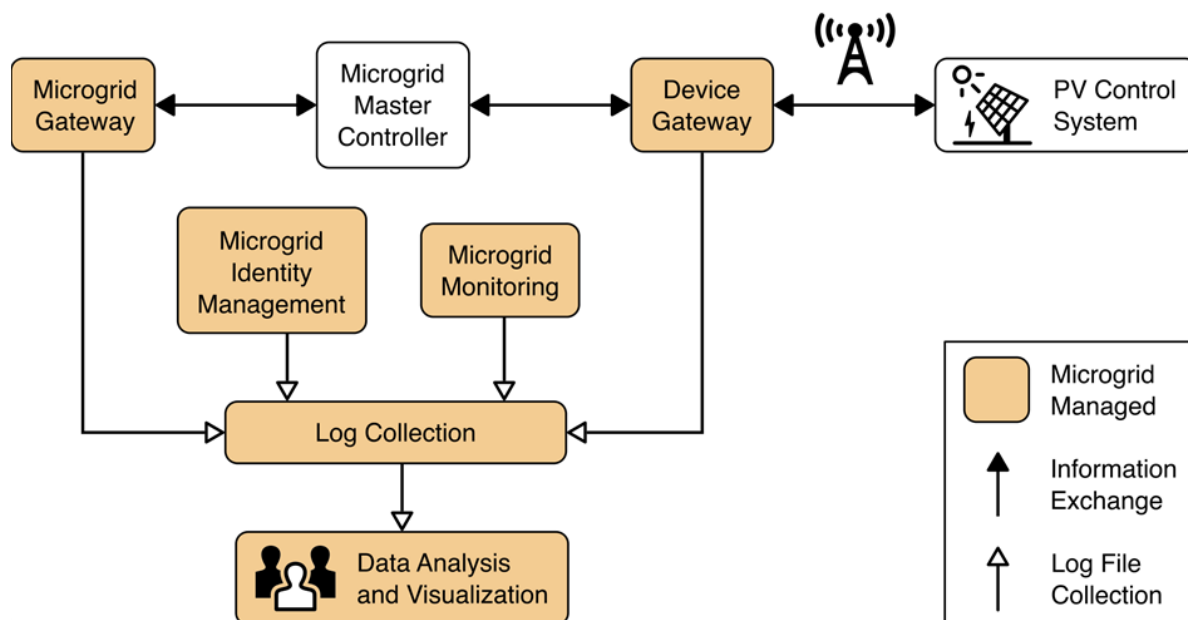 Microgrid
Gateway
Microgrid
Master
Controller
Device
Gateway
PV Control
System
Microgrid
Identity
Management
Microgrid
Monitoring
Log Collection
Data Analysis
and Visualization
Microgrid
Managed
Information
Exchange
Log File
Collection